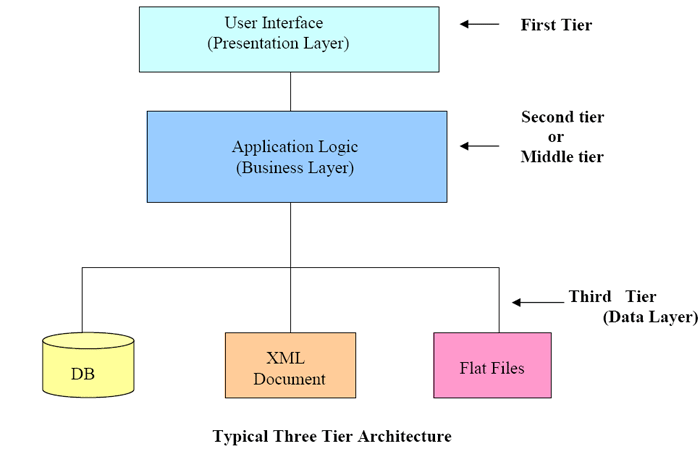 User Interface
(Presentation Layer)
First Tier
Application Logic
(Business Layer)
Second tier
or
Middle tier
Third Tier
(Data Layer)
DB
XML
Document
Flat Files
Typical Three Tier Architecture